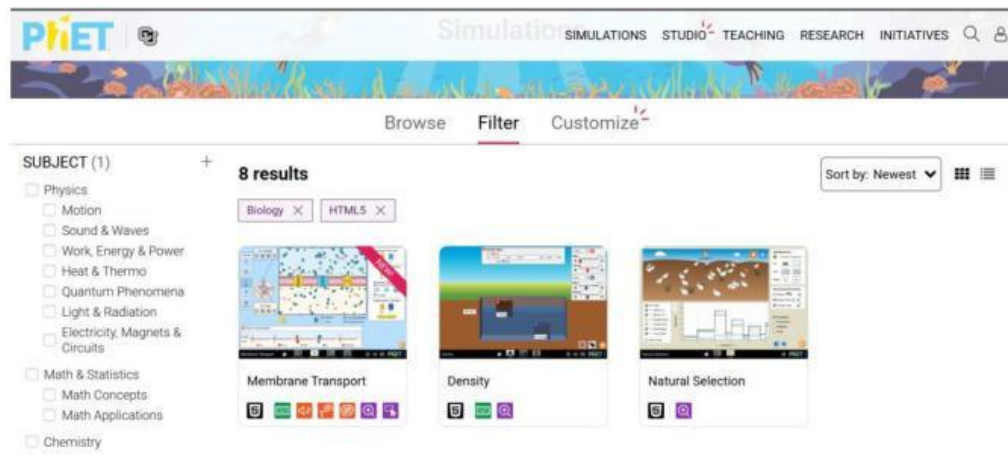 PhET
Simulations
SIMULATIONS STUDIO TEACHING RESEARCH INITIATIVES
Browse Filter Customize
SUBJECT (1) +
Physics
Motion
Sound & Waves
Work, Energy & Power
Heat & Thermo
Quantum Phenomena
Light & Radiation
Electricity, Magnets &
Circuits
Math & Statistics
Math Concepts
Math Applications
Chemistry
8 results
Sort by: Newest
Biology X HTML5 X
NEW!
Membrane Transport
Density
Natural Selection